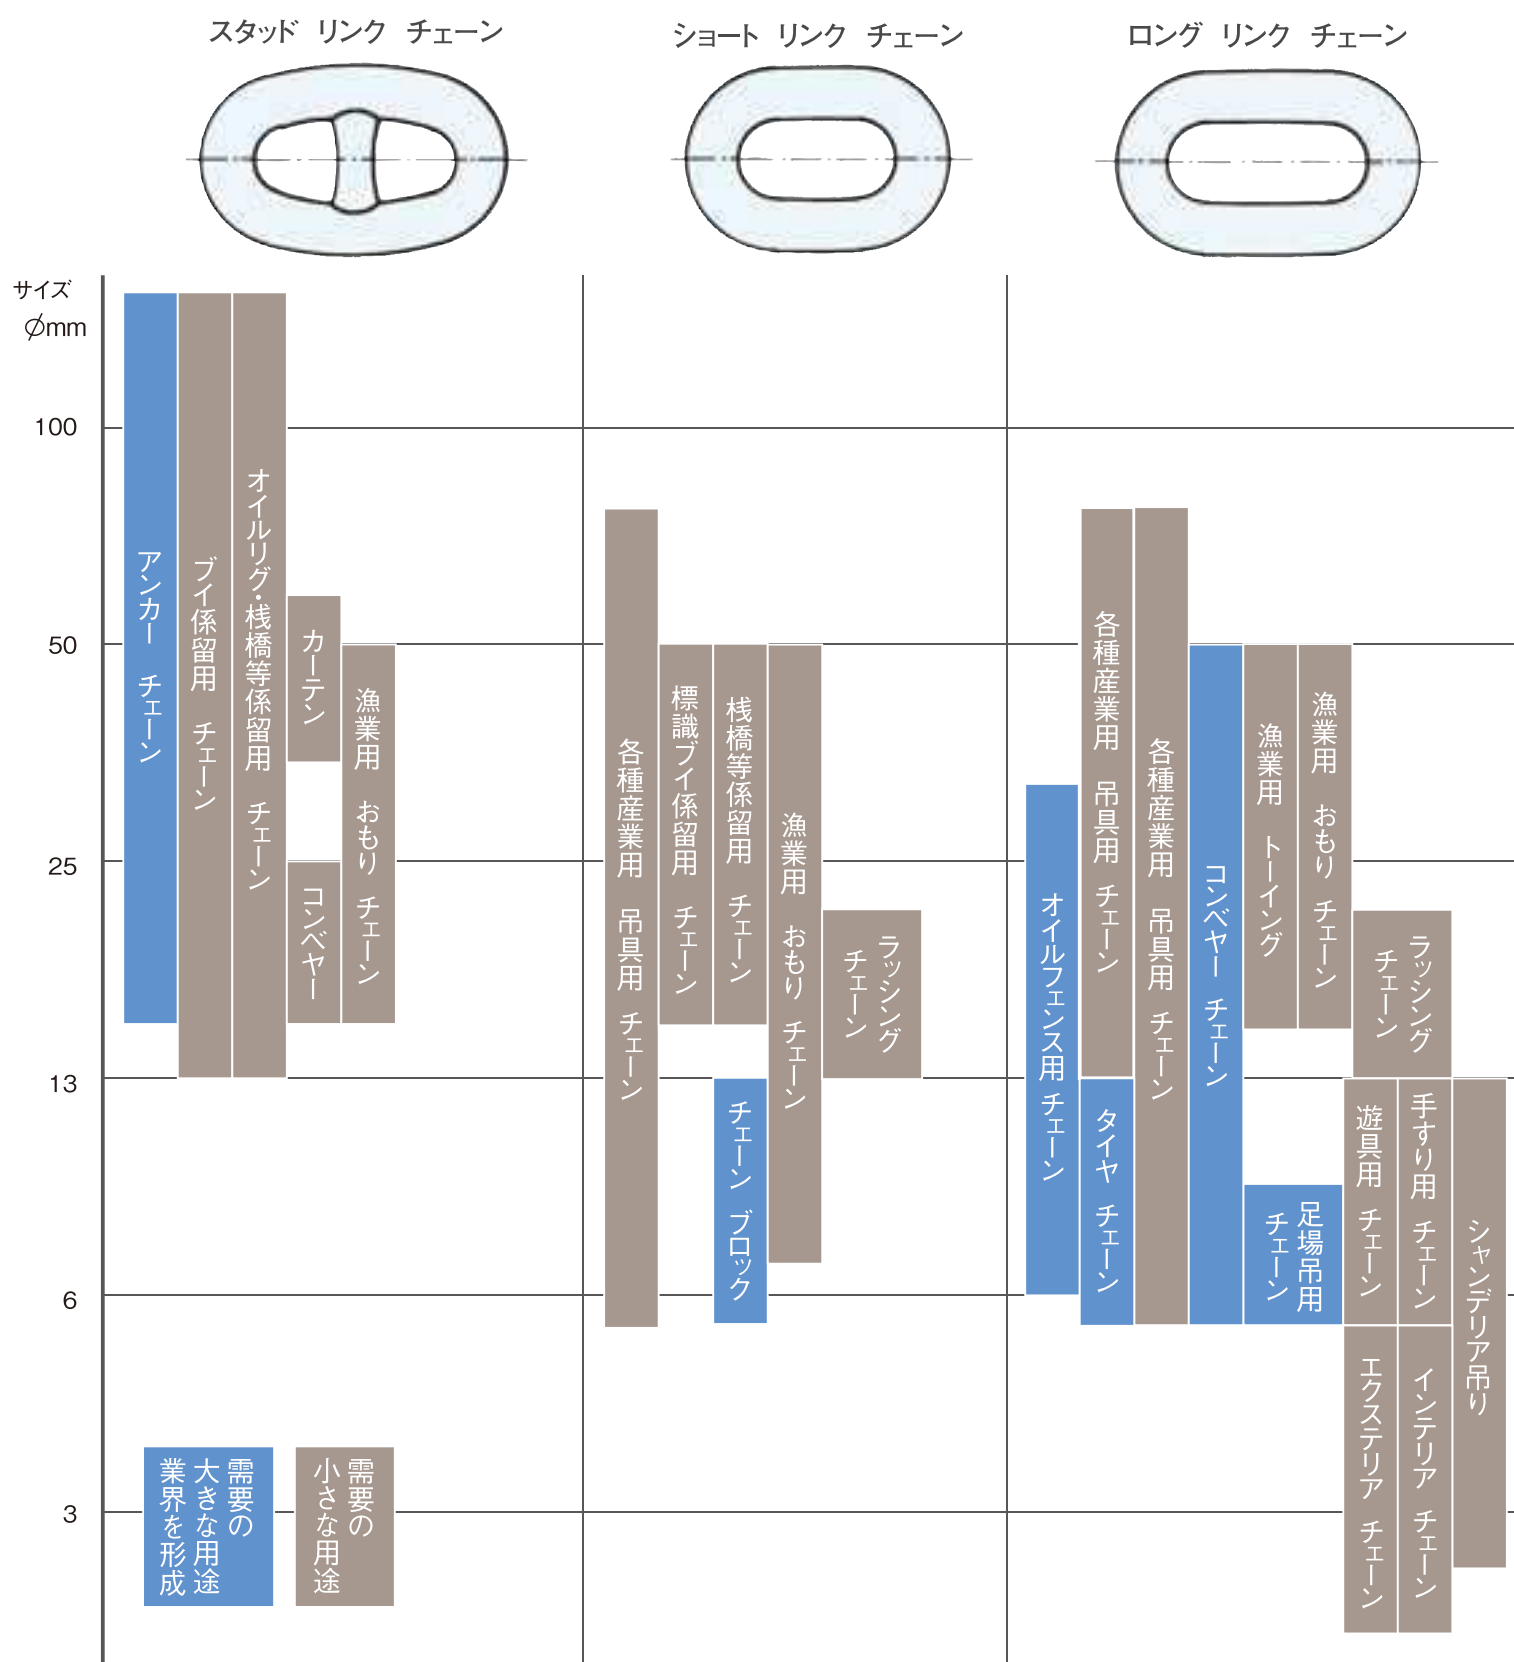 スタッド リンク チェーン
ショート リンク チェーン
ロング リンク チェーン
サイズ
∅mm
100
50
25
13
6
3
アンカー チェーン
ブイ係留用 チェーン
オイルリグ・桟橋等係留用 チェーン
カーテン
コンベヤー
漁業用 おもり チェーン
各種産業用 吊具用 チェーン
標識ブイ係留用 チェーン
桟橋等係留用 チェーン
チェーン ブロック
漁業用 おもり チェーン
ラッシング
チェーン
オイルフェンス用 チェーン
各種産業用 吊具用 チェーン
タイヤ チェーン
各種産業用 吊具用 チェーン
コンベヤー チェーン
漁業用 トーイング
漁業用 おもり チェーン
足場吊用
チェーン
ラッシング
チェーン
遊具用 チェーン
手すり用 チェーン
シャンデリア吊り
エクステリア チェーン
インテリア チェーン
需要の
大きな用途
業界を形成
需要の
小さな用途